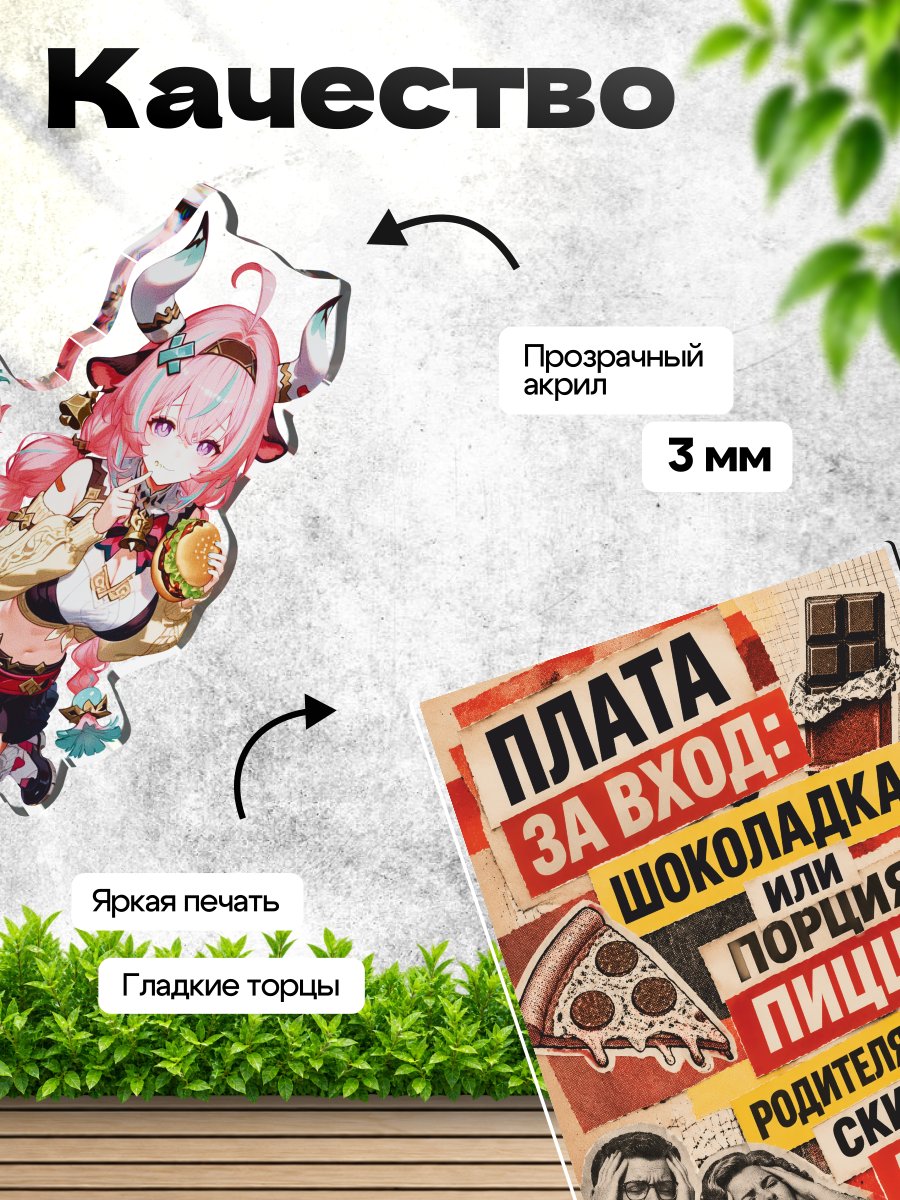 Качество
Прозрачный
акрил
3 мм
ПЛАТА
ЗА ВХОД:
ШОКОЛАДКА
ИЛИ
ПОРЦИЯ
Яркая печать
Гладкие торцы